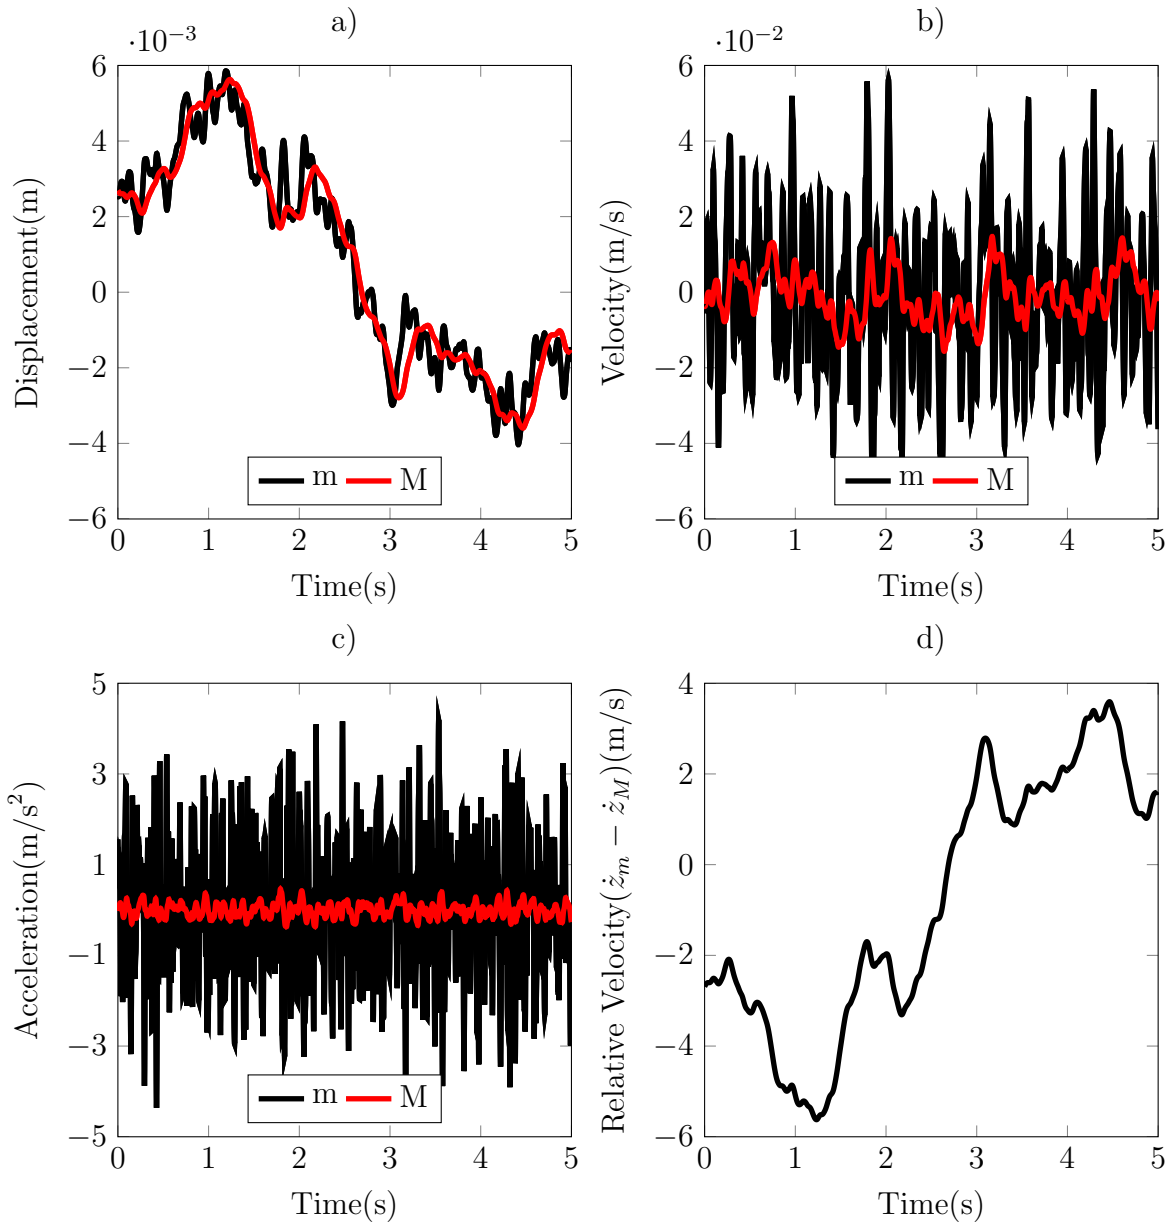 a)
·10⁻³
6
4
2
0
−2
−4
−6
0 1 2 3 4 5
Displacement(m)
Time(s)
m M
b)
·10⁻²
6
4
2
0
−2
−4
−6
0 1 2 3 4 5
Velocity(m/s)
Time(s)
m M
c)
5
3
1
−1
−3
−5
0 1 2 3 4 5
Acceleration(m/s²)
Time(s)
m M
d)
4
2
0
−2
−4
−6
0 1 2 3 4 5
Relative Velocity(ż_m − ż_M)(m/s)
Time(s)